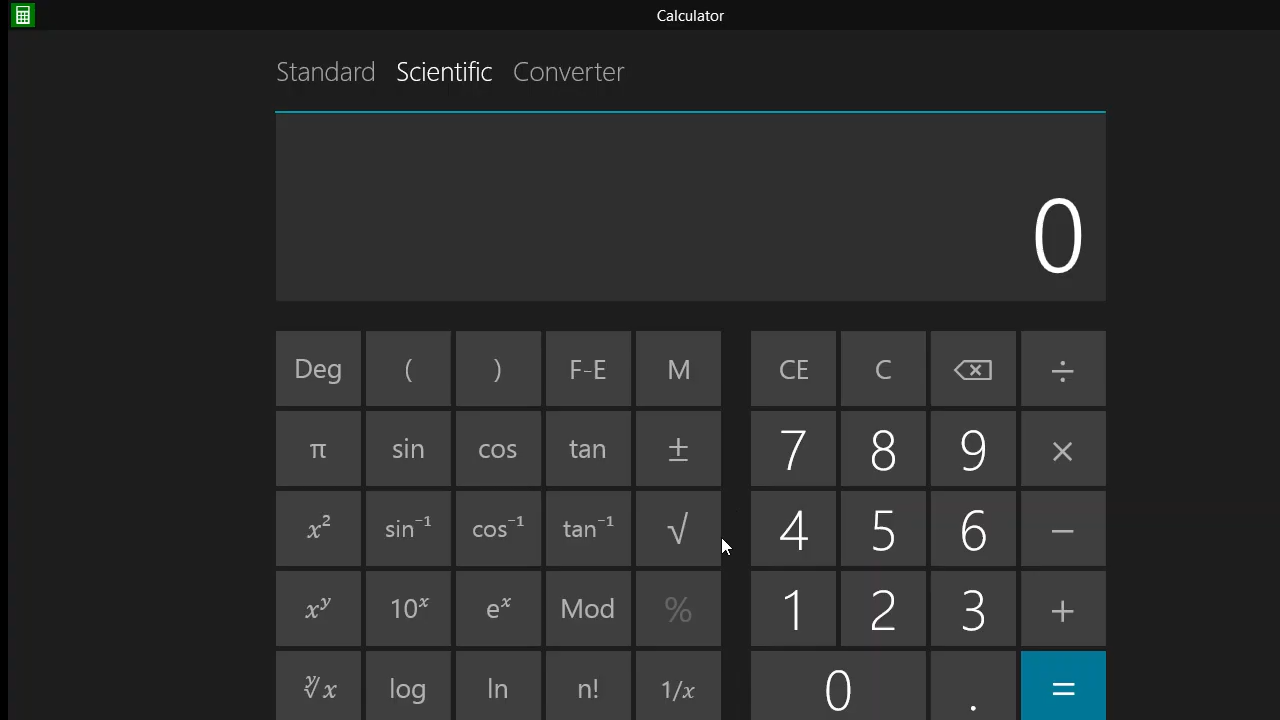 Calculator
Standard Scientific Converter
0
Deg ( ) F-E M CE C ÷
π sin cos tan ± 7 8 9 ×
x² sin⁻¹ cos⁻¹ tan⁻¹ √ 4 5 6 −
xʸ 10ˣ eˣ Mod % 1 2 3 +
ʸ√x log ln n! 1/x 0 . =